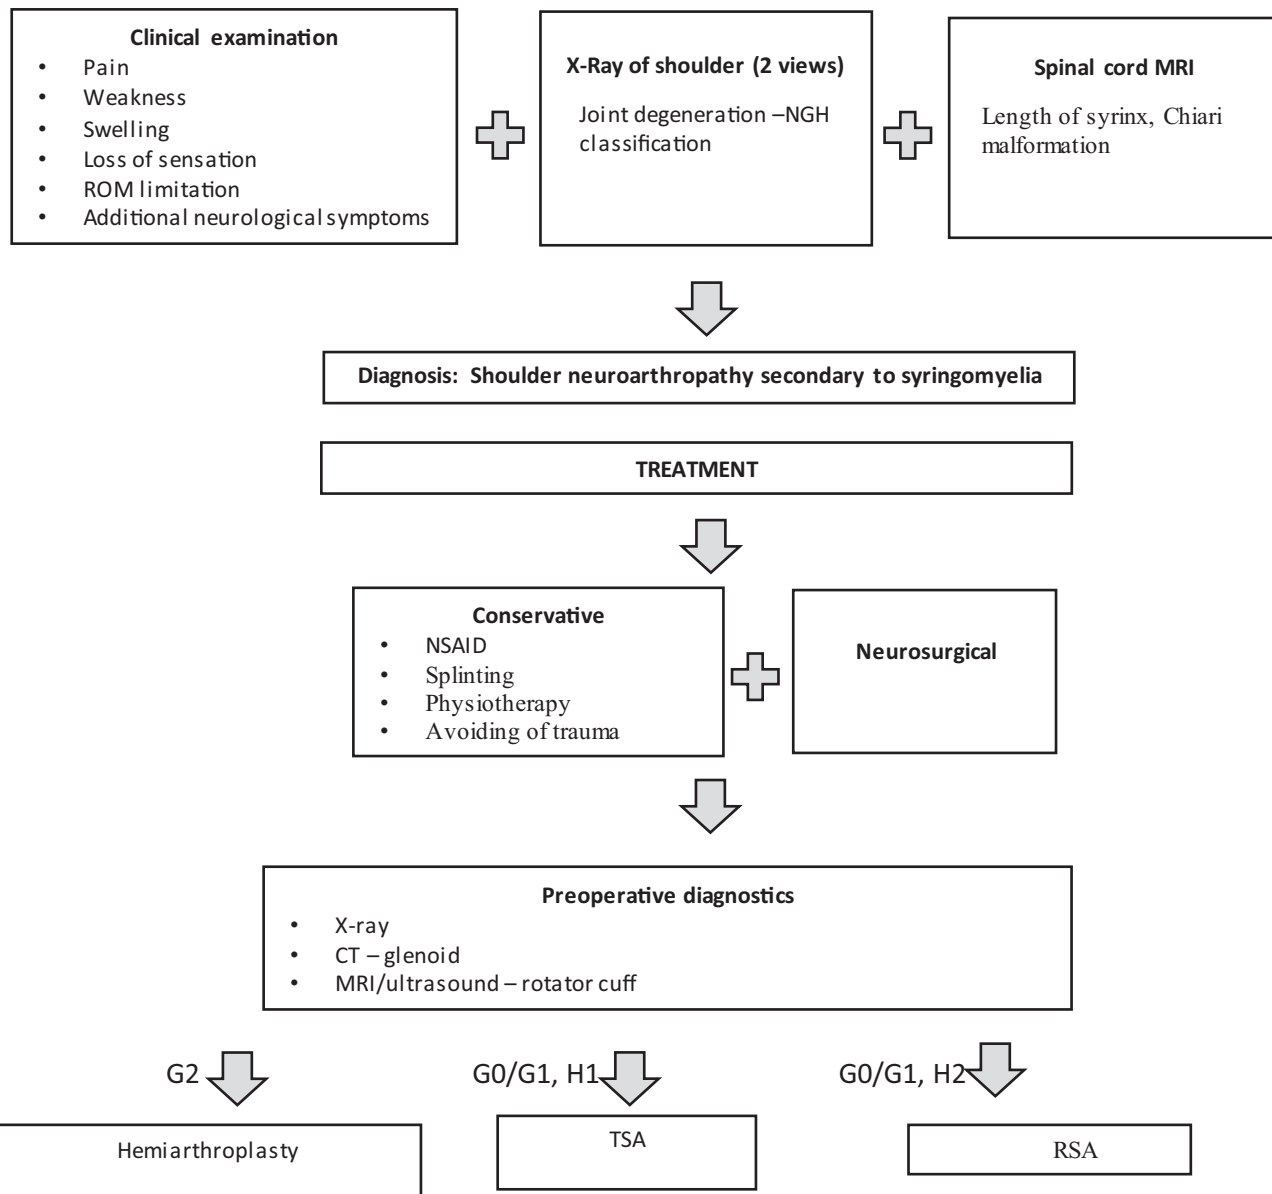 Clinical examination
• Pain
• Weakness
• Swelling
• Loss of sensation
• ROM limitation
• Additional neurological symptoms
X-Ray of shoulder (2 views)
Joint degeneration –NGH
classification
Spinal cord MRI
Length of syrinx, Chiari
malformation
Diagnosis: Shoulder neuroarthropathy secondary to syringomyelia
TREATMENT
Conservative
• NSAID
• Splinting
• Physiotherapy
• Avoiding of trauma
Neurosurgical
Preoperative diagnostics
• X-ray
• CT – glenoid
• MRI/ultrasound – rotator cuff
G2
G0/G1, H1
G0/G1, H2
Hemiarthroplasty
TSA
RSA